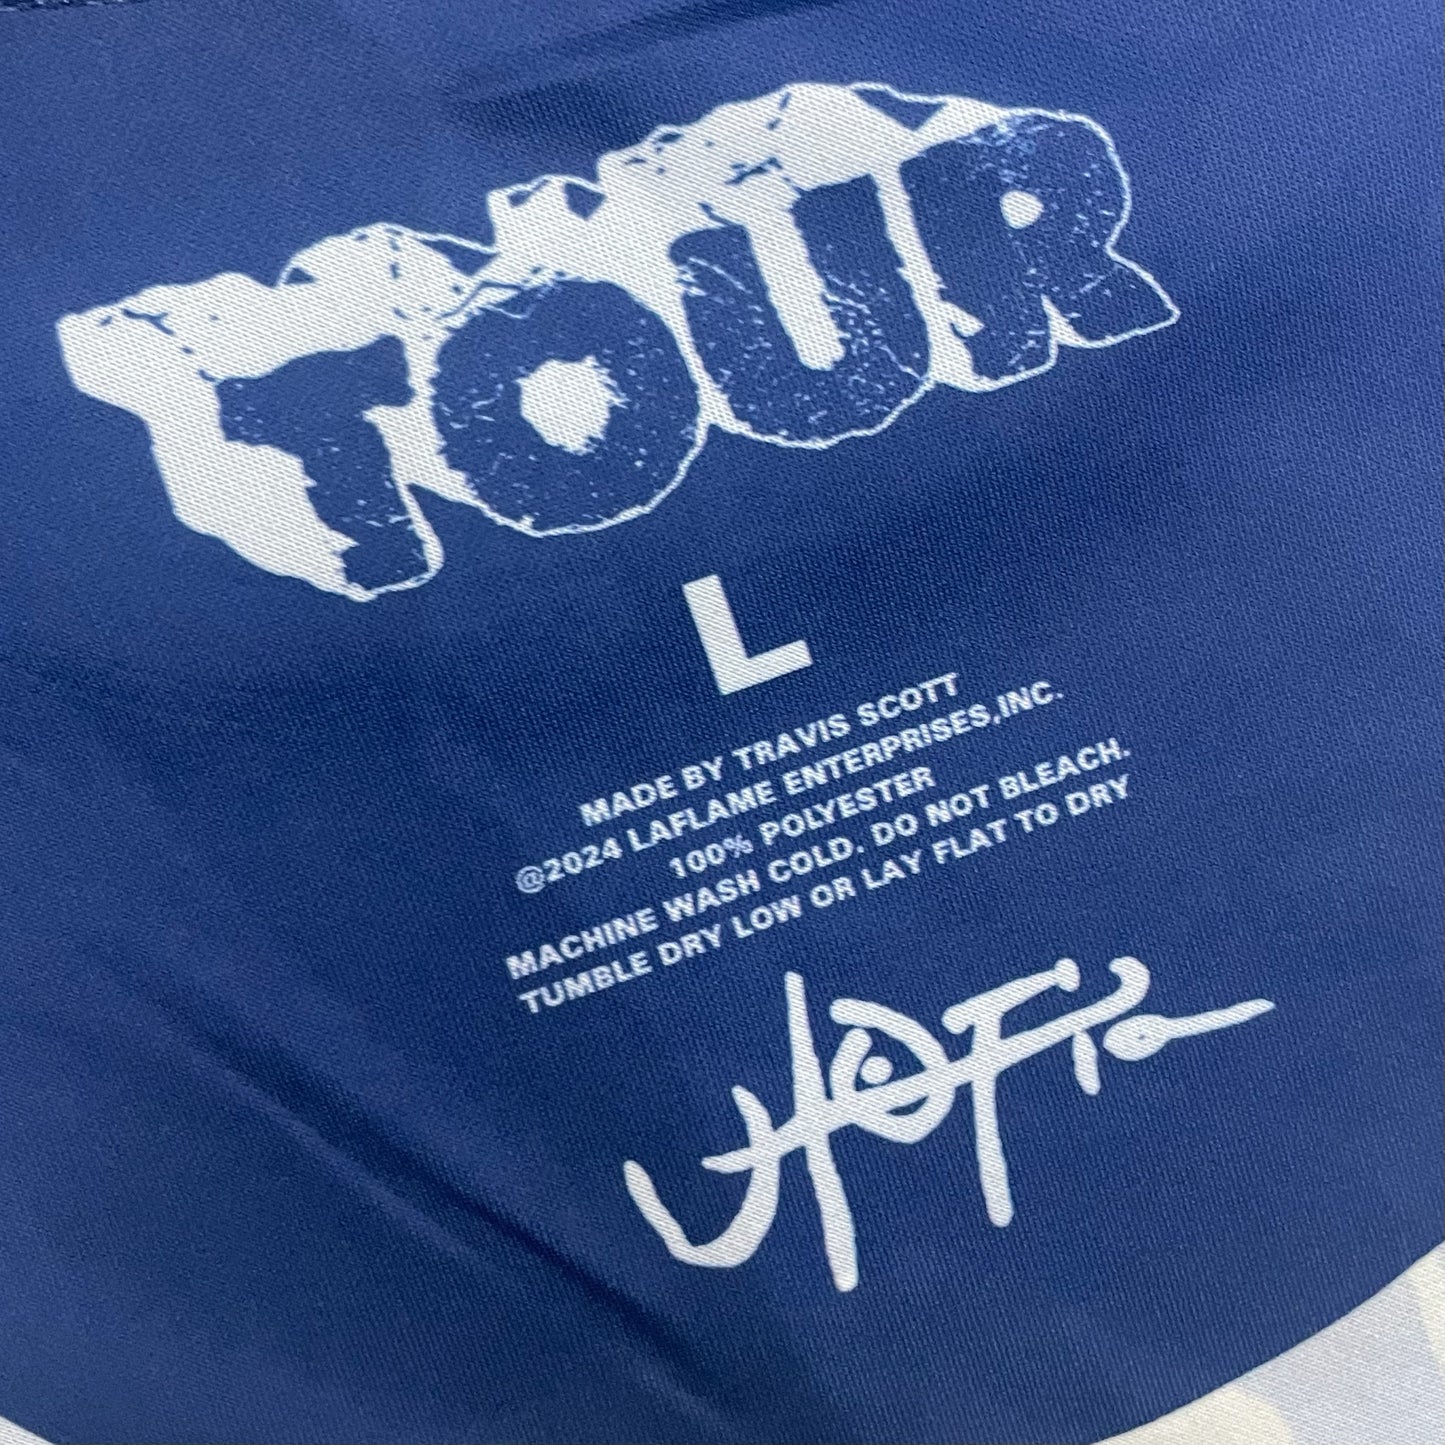 TOUR
L
MADE BY TRAVIS SCOTT
@2024 LAFLAME ENTERPRISES,INC.
100% POLYESTER
MACHINE WASH COLD. DO NOT BLEACH.
TUMBLE DRY LOW OR LAY FLAT TO DRY